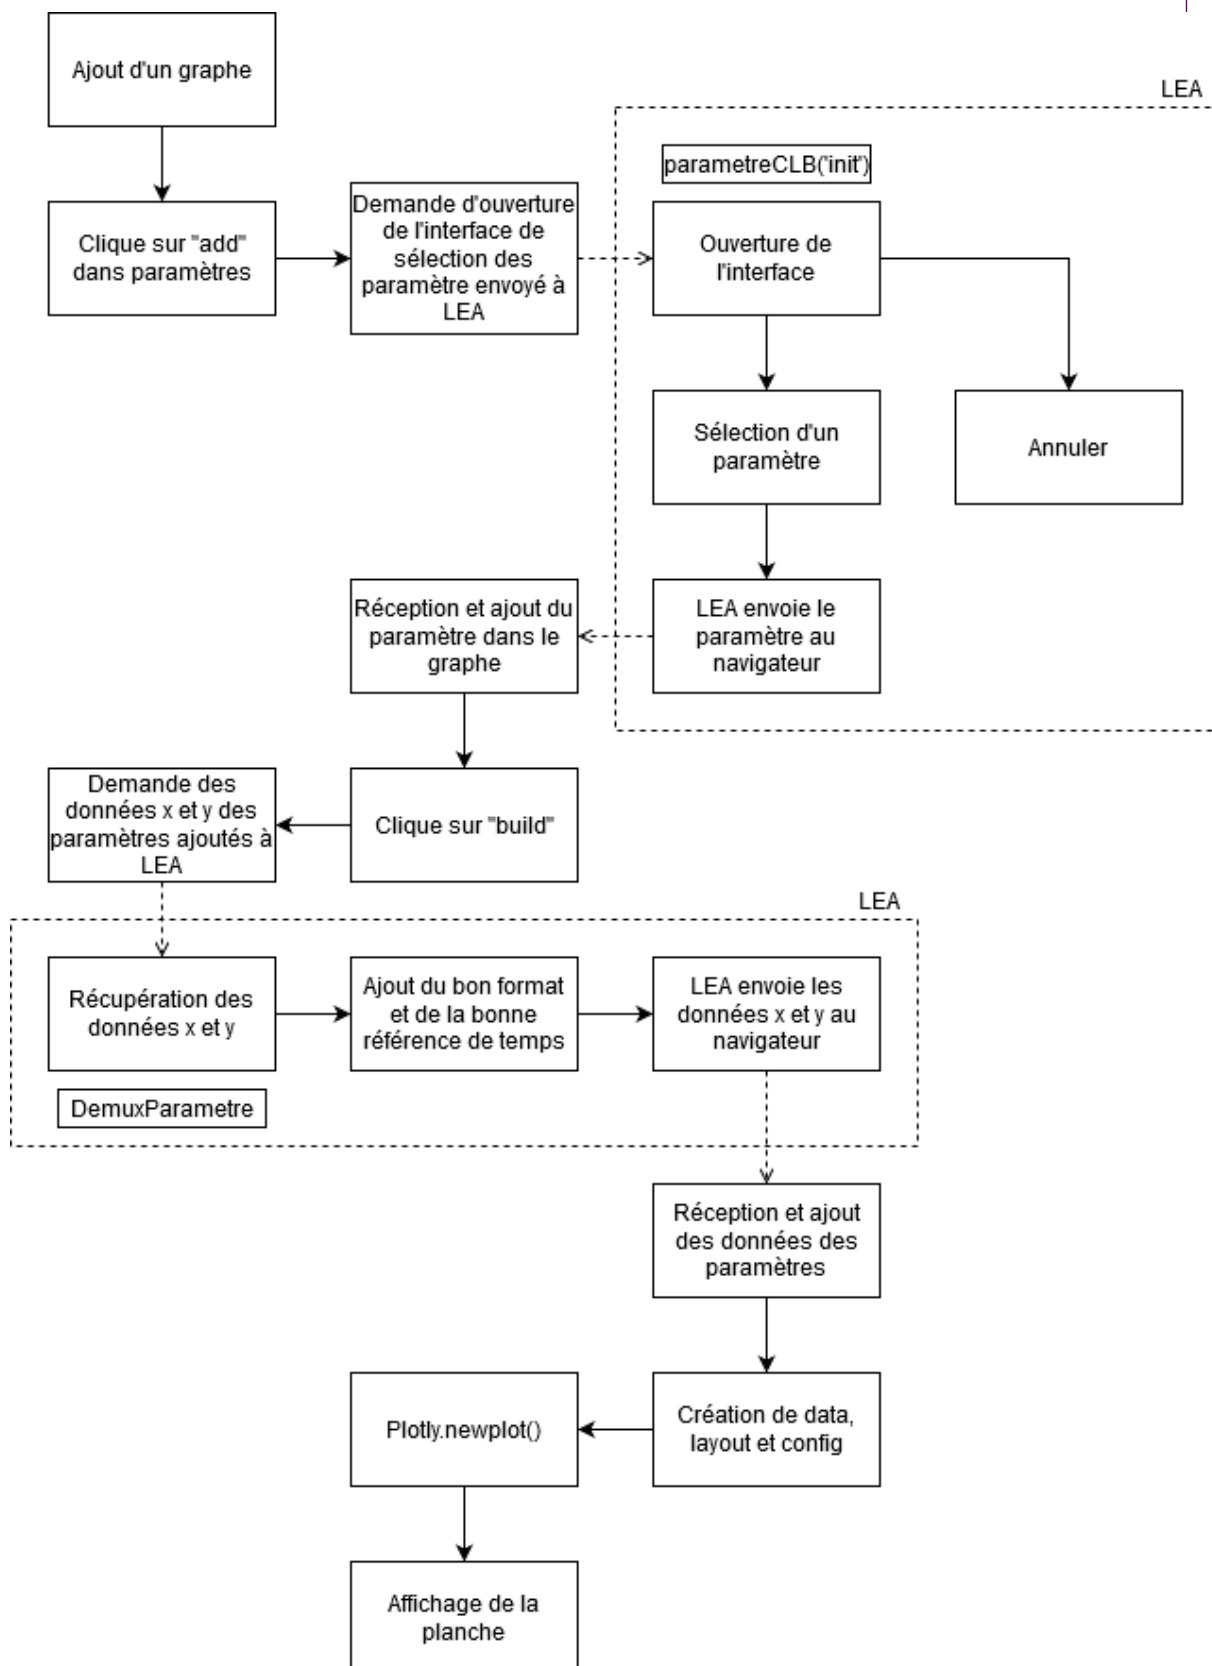 Ajout d'un graphe
LEA
parametreCLB('init')
Clique sur "add"
dans paramètres
Demande d'ouverture
de l'interface de
sélection des
paramètre envoyé à
LEA
Ouverture de
l'interface
Sélection d'un
paramètre
Annuler
Réception et ajout du
paramètre dans le
graphe
LEA envoie le
paramètre au
navigateur
Demande des
données x et y des
paramètres ajoutés à
LEA
Clique sur "build"
LEA
Récupération des
données x et y
Ajout du bon format
et de la bonne
référence de temps
LEA envoie les
données x et y au
navigateur
DemuxParametre
Réception et ajout
des données des
paramètres
Plotly.newplot()
Création de data,
layout et config
Affichage de la
planche